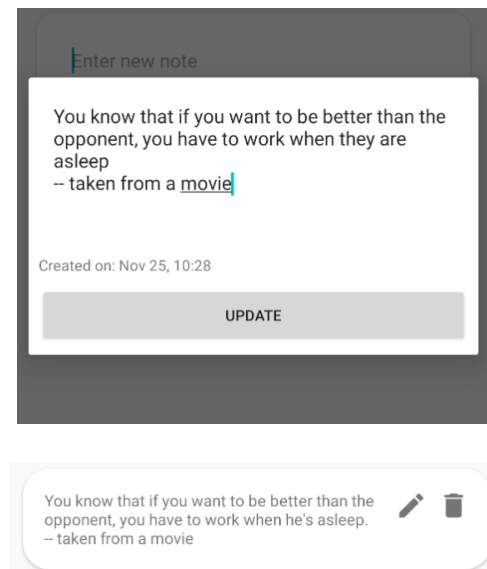 Enter new note
You know that if you want to be better than the
opponent, you have to work when they are
asleep
-- taken from a movie
Created on: Nov 25, 10:28
UPDATE
You know that if you want to be better than the
opponent, you have to work when he's asleep.
-- taken from a movie